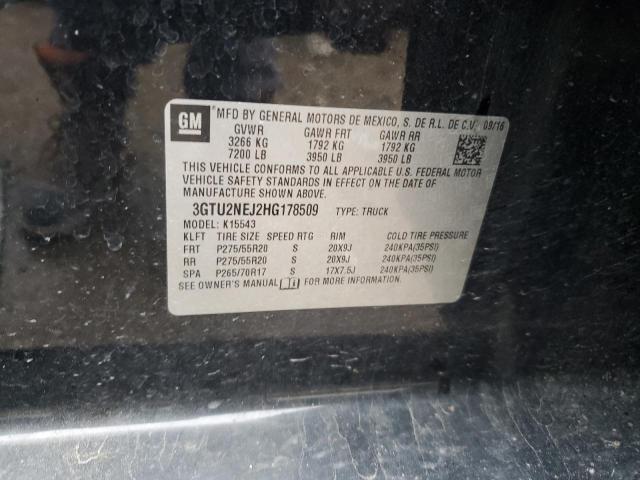 GM
MFD BY GENERAL MOTORS DE MEXICO, S. DE R.L. DE C.V. 09/16
GVWR GAWR FRT GAWR RR
3266 KG 1792 KG 1792 KG
7200 LB 3950 LB 3950 LB
THIS VEHICLE CONFORMS TO ALL APPLICABLE U.S. FEDERAL MOTOR
VEHICLE SAFETY STANDARDS IN EFFECT ON THE DATE OF
MANUFACTURE SHOWN ABOVE.
3GTU2NEJ2HG178509 TYPE: TRUCK
MODEL: K15543
KLFT TIRE SIZE SPEED RTG RIM COLD TIRE PRESSURE
FRT P275/55R20 S 20X9J 240KPA(35PSI)
RR P275/55R20 S 20X9J 240KPA(35PSI)
SPA P265/70R17 S 17X7.5J 240KPA(35PSI)
SEE OWNER'S MANUAL FOR MORE INFORMATION.